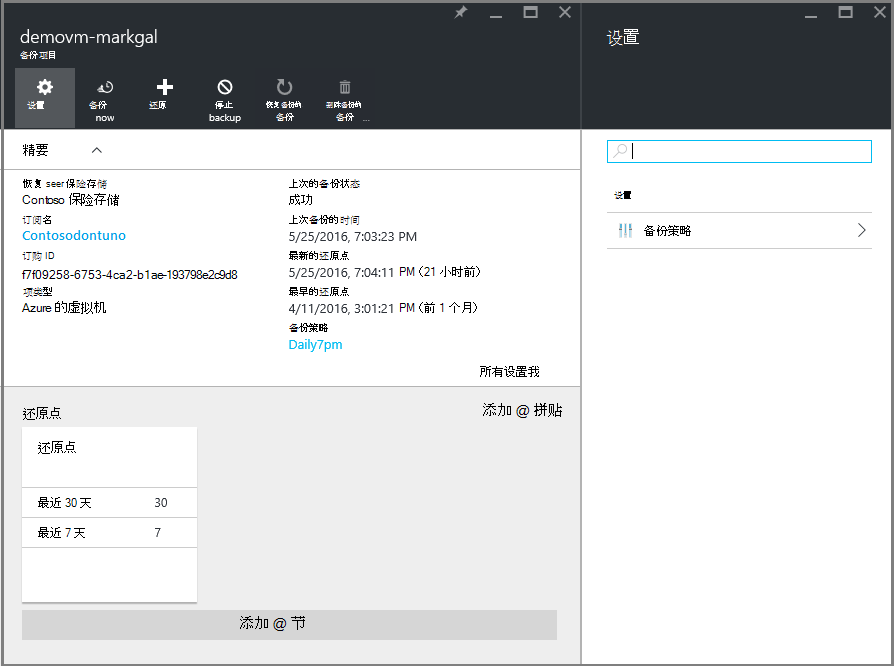 demovm-markgal
备份项目
设置
备份
now
还原
停止
backup
恢复备份的
备份
删除备份的
备份 ...
精要
恢复 seer 保险存储
Contoso 保险存储
订阅名
Contosodontuno
订购 ID
f7f09258-6753-4ca2-b1ae-193798e2c9d8
项类型
Azure 的虚拟机
上次的备份状态
成功
上次备份的时间
5/25/2016, 7:03:23 PM
最新的还原点
5/25/2016, 7:04:11 PM (21 小时前)
最早的还原点
4/11/2016, 3:01:21 PM (前 1 个月)
备份策略
Daily7pm
所有设置我
还原点
添加 @ 拼贴
还原点
最近 30 天 30
最近 7 天 7
添加 @ 节
设置
设置
备份策略